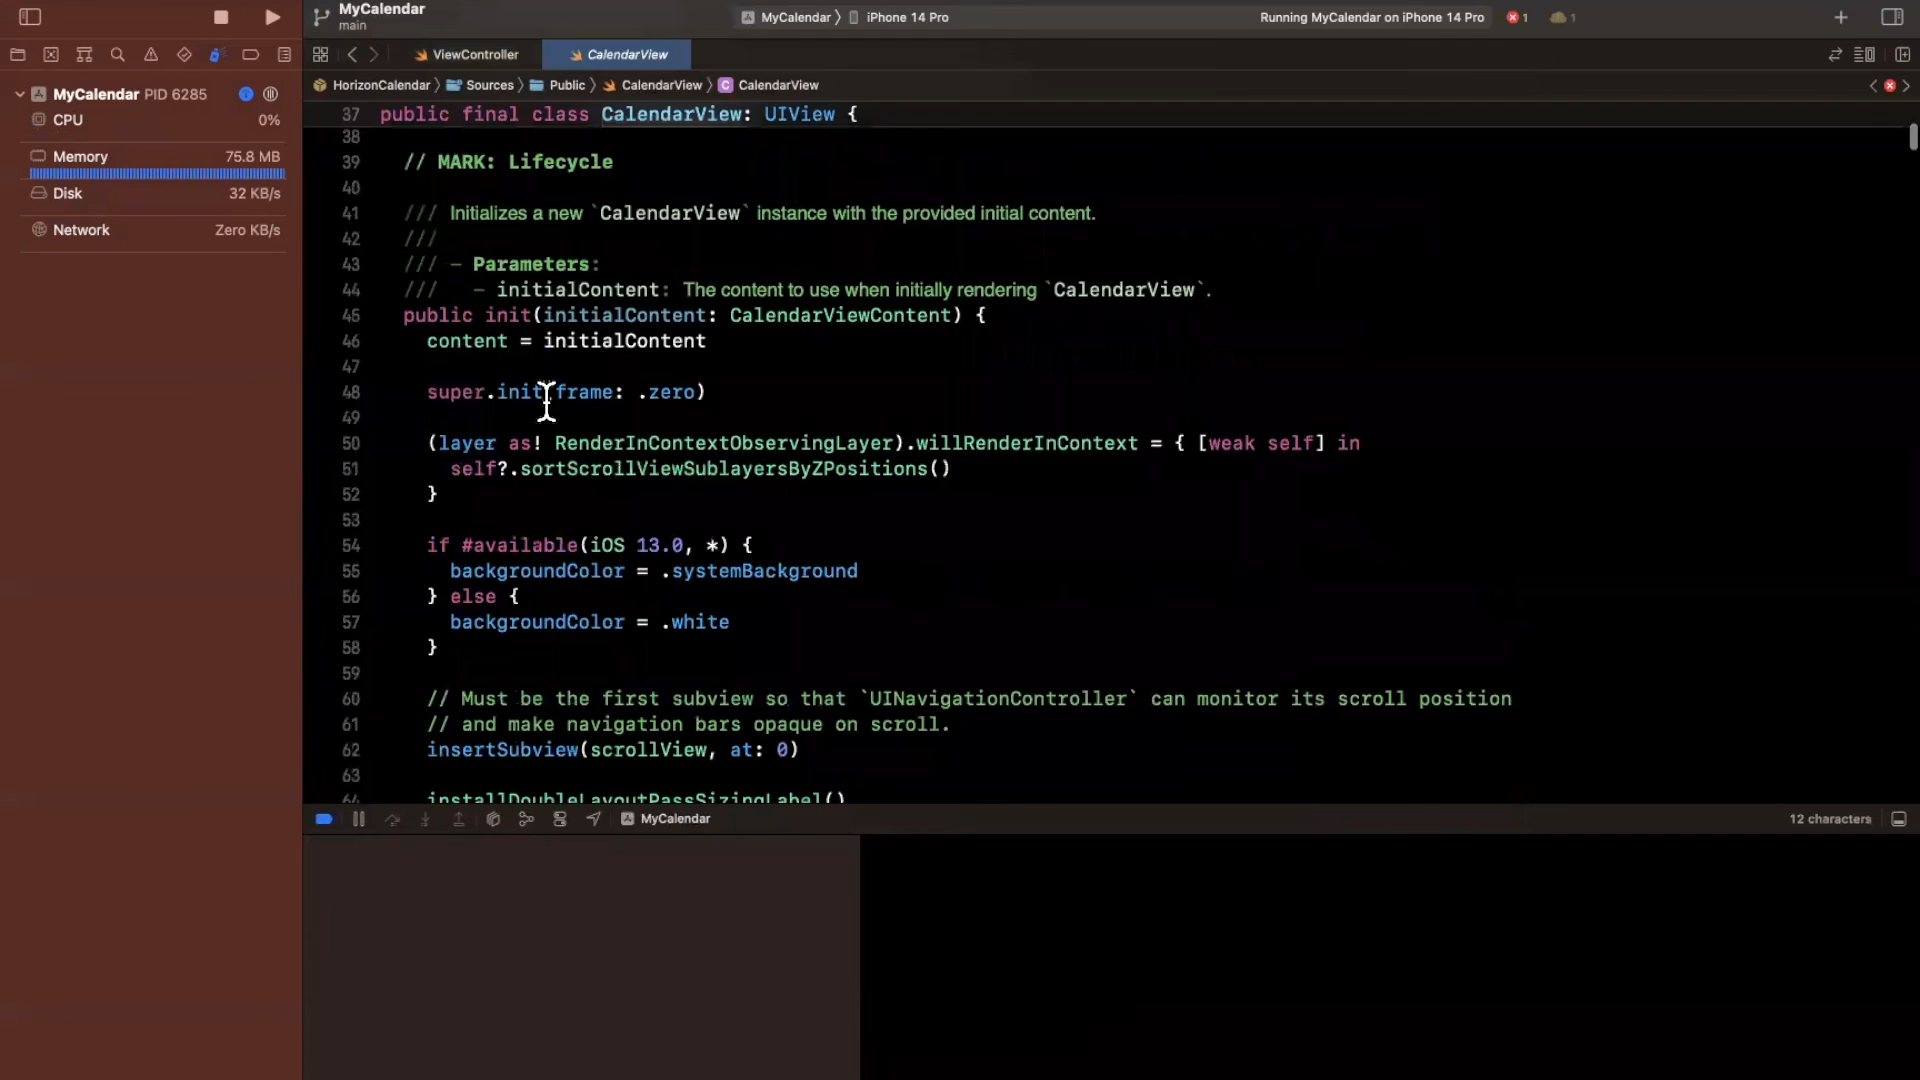 MyCalendar
main
MyCalendar 〉 iPhone 14 Pro
Running MyCalendar on iPhone 14 Pro
1
1
ViewController
CalendarView
HorizonCalendar 〉 Sources 〉 Public 〉 CalendarView 〉 C CalendarView
MyCalendar PID 6285
CPU 0%
Memory 75.8 MB
Disk 32 KB/s
Network Zero KB/s
37 public final class CalendarView: UIView {
38
39 // MARK: Lifecycle
40
41 /// Initializes a new `CalendarView` instance with the provided initial content.
42 ///
43 /// - Parameters:
44 ///   - initialContent: The content to use when initially rendering `CalendarView`.
45 public init(initialContent: CalendarViewContent) {
46 content = initialContent
47
48 super.init(frame: .zero)
49
50 (layer as! RenderInContextObservingLayer).willRenderInContext = { [weak self] in
51 self?.sortScrollViewSublayersByZPositions()
52 }
53
54 if #available(iOS 13.0, *) {
55 backgroundColor = .systemBackground
56 } else {
57 backgroundColor = .white
58 }
59
60 // Must be the first subview so that `UINavigationController` can monitor its scroll position
61 // and make navigation bars opaque on scroll.
62 insertSubview(scrollView, at: 0)
63
64 installDoubleLayoutPassSizingLabel()
MyCalendar
12 characters